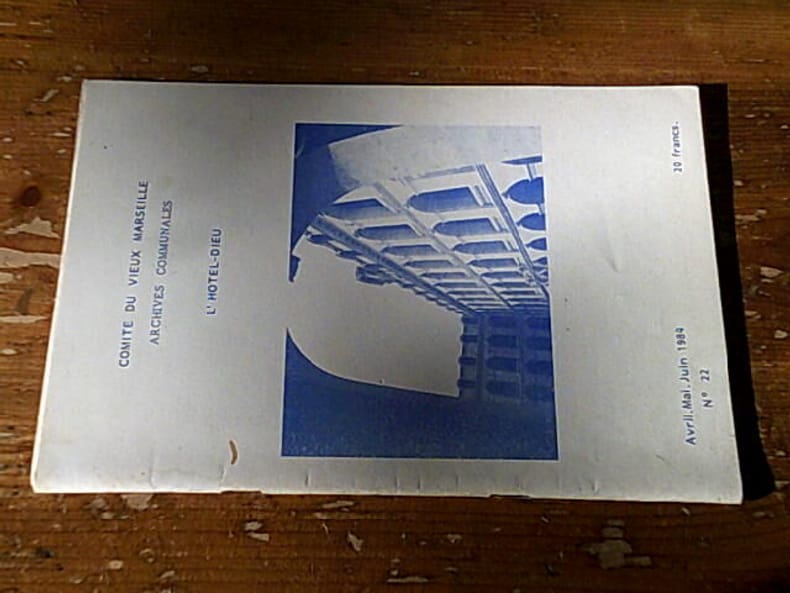 COMITE DU VIEUX MARSEILLE
ARCHIVES COMMUNALES
L'HOTEL-DIEU
Avril.Mai.Juin 1984
N° 22
20 francs.